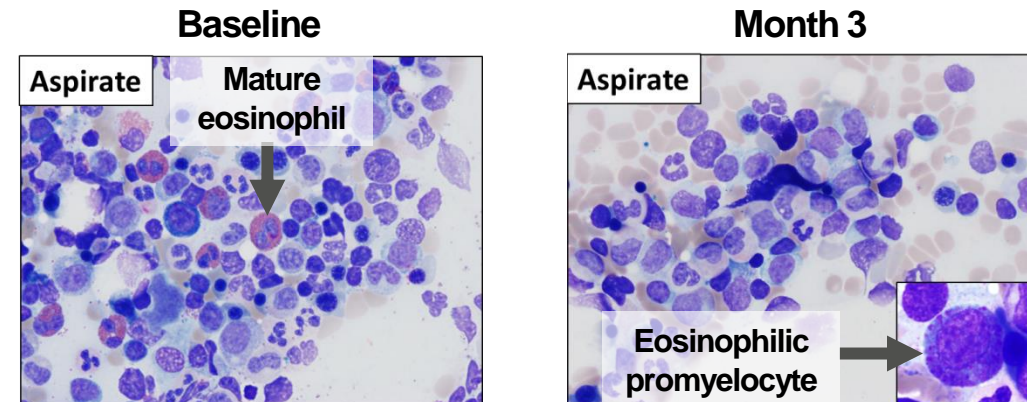 Baseline
Month 3
Aspirate
Mature
eosinophil
Aspirate
Eosinophilic
promyelocyte